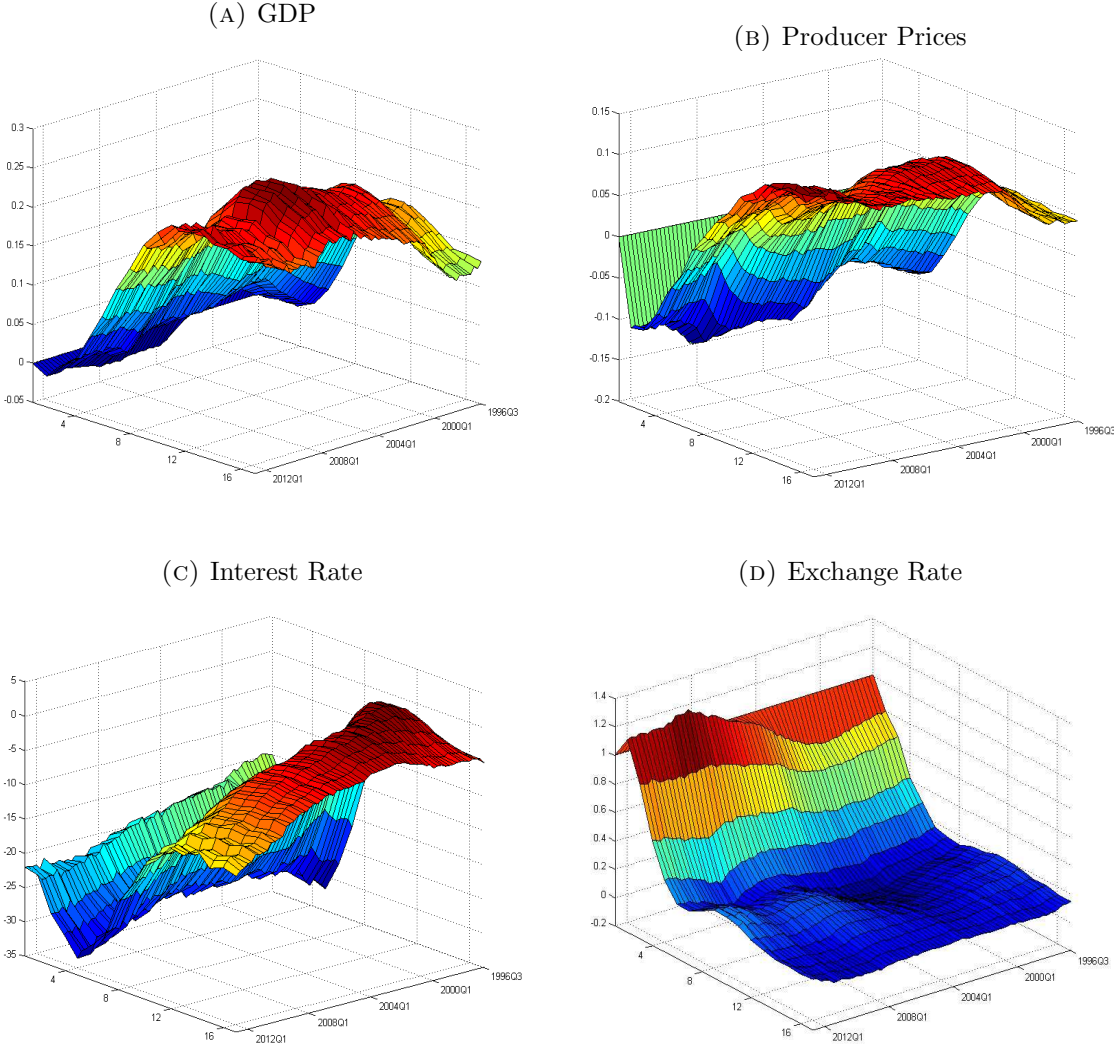 (A) GDP
0.3
0.25
0.2
0.15
0.1
0.05
0
-0.05
4
8
12
16
2012Q1
2008Q1
2004Q1
2000Q1
1996Q3
(B) Producer Prices
0.15
0.1
0.05
0
-0.05
-0.1
-0.15
-0.2
4
8
12
16
2012Q1
2008Q1
2004Q1
2000Q1
1996Q3
(C) Interest Rate
5
0
-5
-10
-15
-20
-25
-30
-35
4
8
12
16
2012Q1
2008Q1
2004Q1
2000Q1
1996Q3
(D) Exchange Rate
1.4
1.2
1
0.8
0.6
0.4
0.2
0
-0.2
4
8
12
16
2012Q1
2008Q1
2004Q1
2000Q1
1996Q3